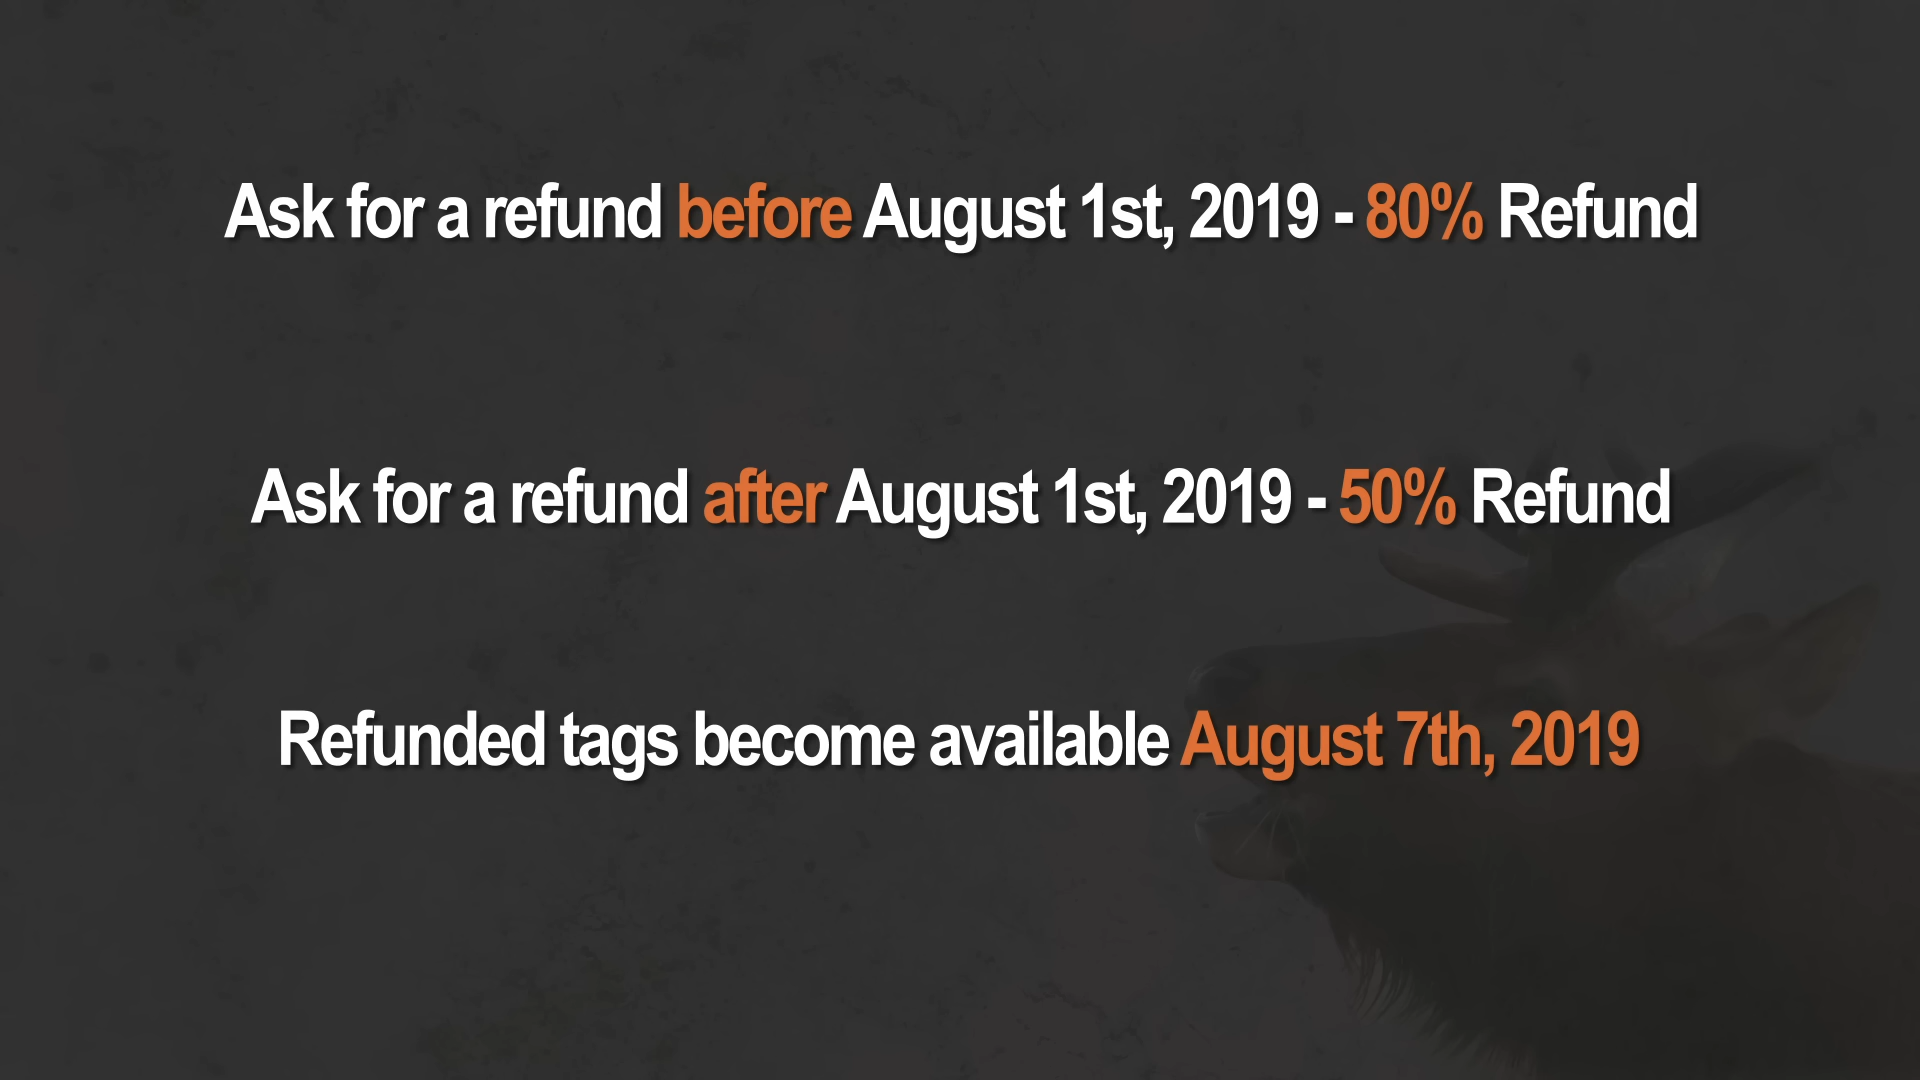 Ask for a refund before August 1st, 2019 - 80% Refund
Ask for a refund after August 1st, 2019 - 50% Refund
Refunded tags become available August 7th, 2019